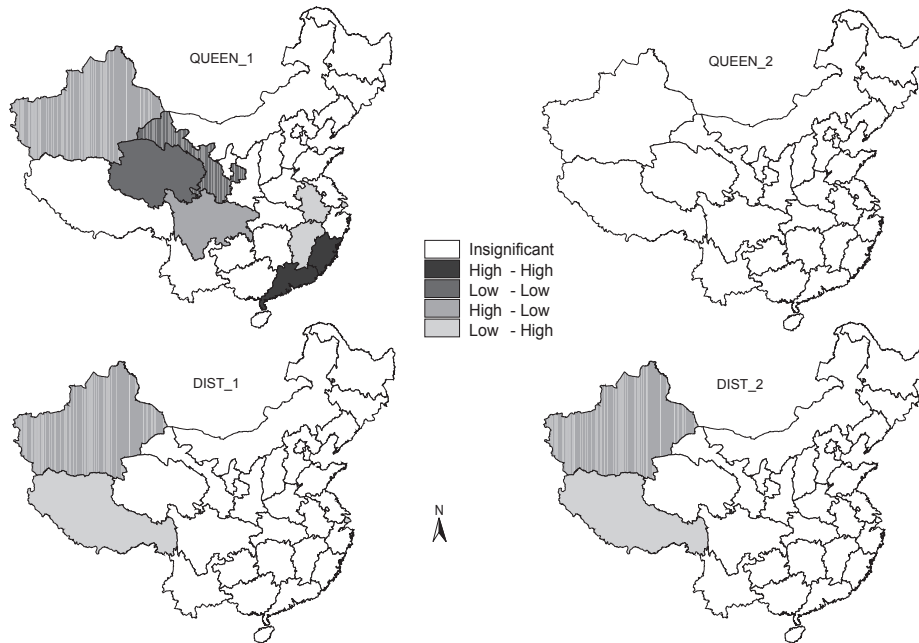 QUEEN_1
QUEEN_2
Insignificant
High - High
Low - Low
High - Low
Low - High
DIST_1
DIST_2
N